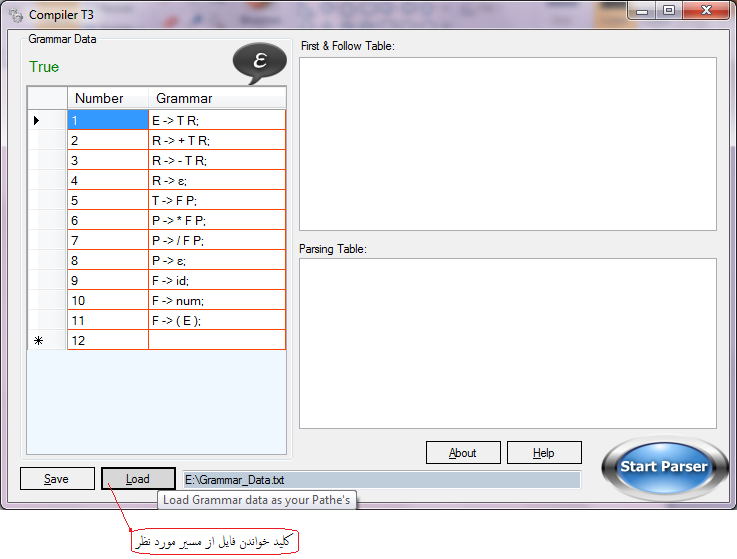 Compiler T3
Grammar Data
True
ε
Number Grammar
1 E -> T R;
2 R -> + T R;
3 R -> - T R;
4 R -> ε;
5 T -> F P;
6 P -> * F P;
7 P -> / F P;
8 P -> ε;
9 F -> id;
10 F -> num;
11 F -> ( E );
12
First & Follow Table:
Parsing Table:
About Help
Start Parser
Save Load E:\Grammar_Data.txt
Load Grammar data as your Pathe's
کلید خواندن فایل از مسیر مورد نظر